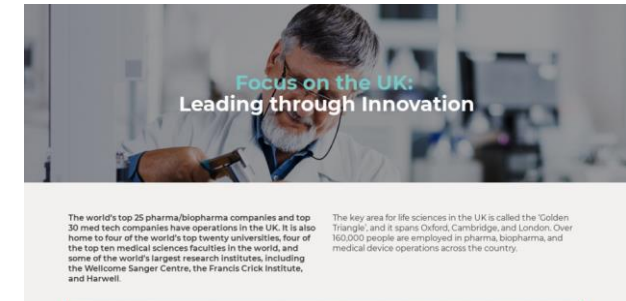 Focus on the UK:
Leading through Innovation
The world's top 25 pharma/biopharma companies and top
30 med tech companies have operations in the UK. It is also
home to four of the world's top twenty universities, four of
the top ten medical sciences faculties in the world, and
some of the world's largest research institutes, including
the Wellcome Sanger Centre, the Francis Crick Institute,
and Harwell.
The key area for life sciences in the UK is called the 'Golden
Triangle', and it spans Oxford, Cambridge, and London. Over
160,000 people are employed in pharma, biopharma, and
medical device operations across the country.